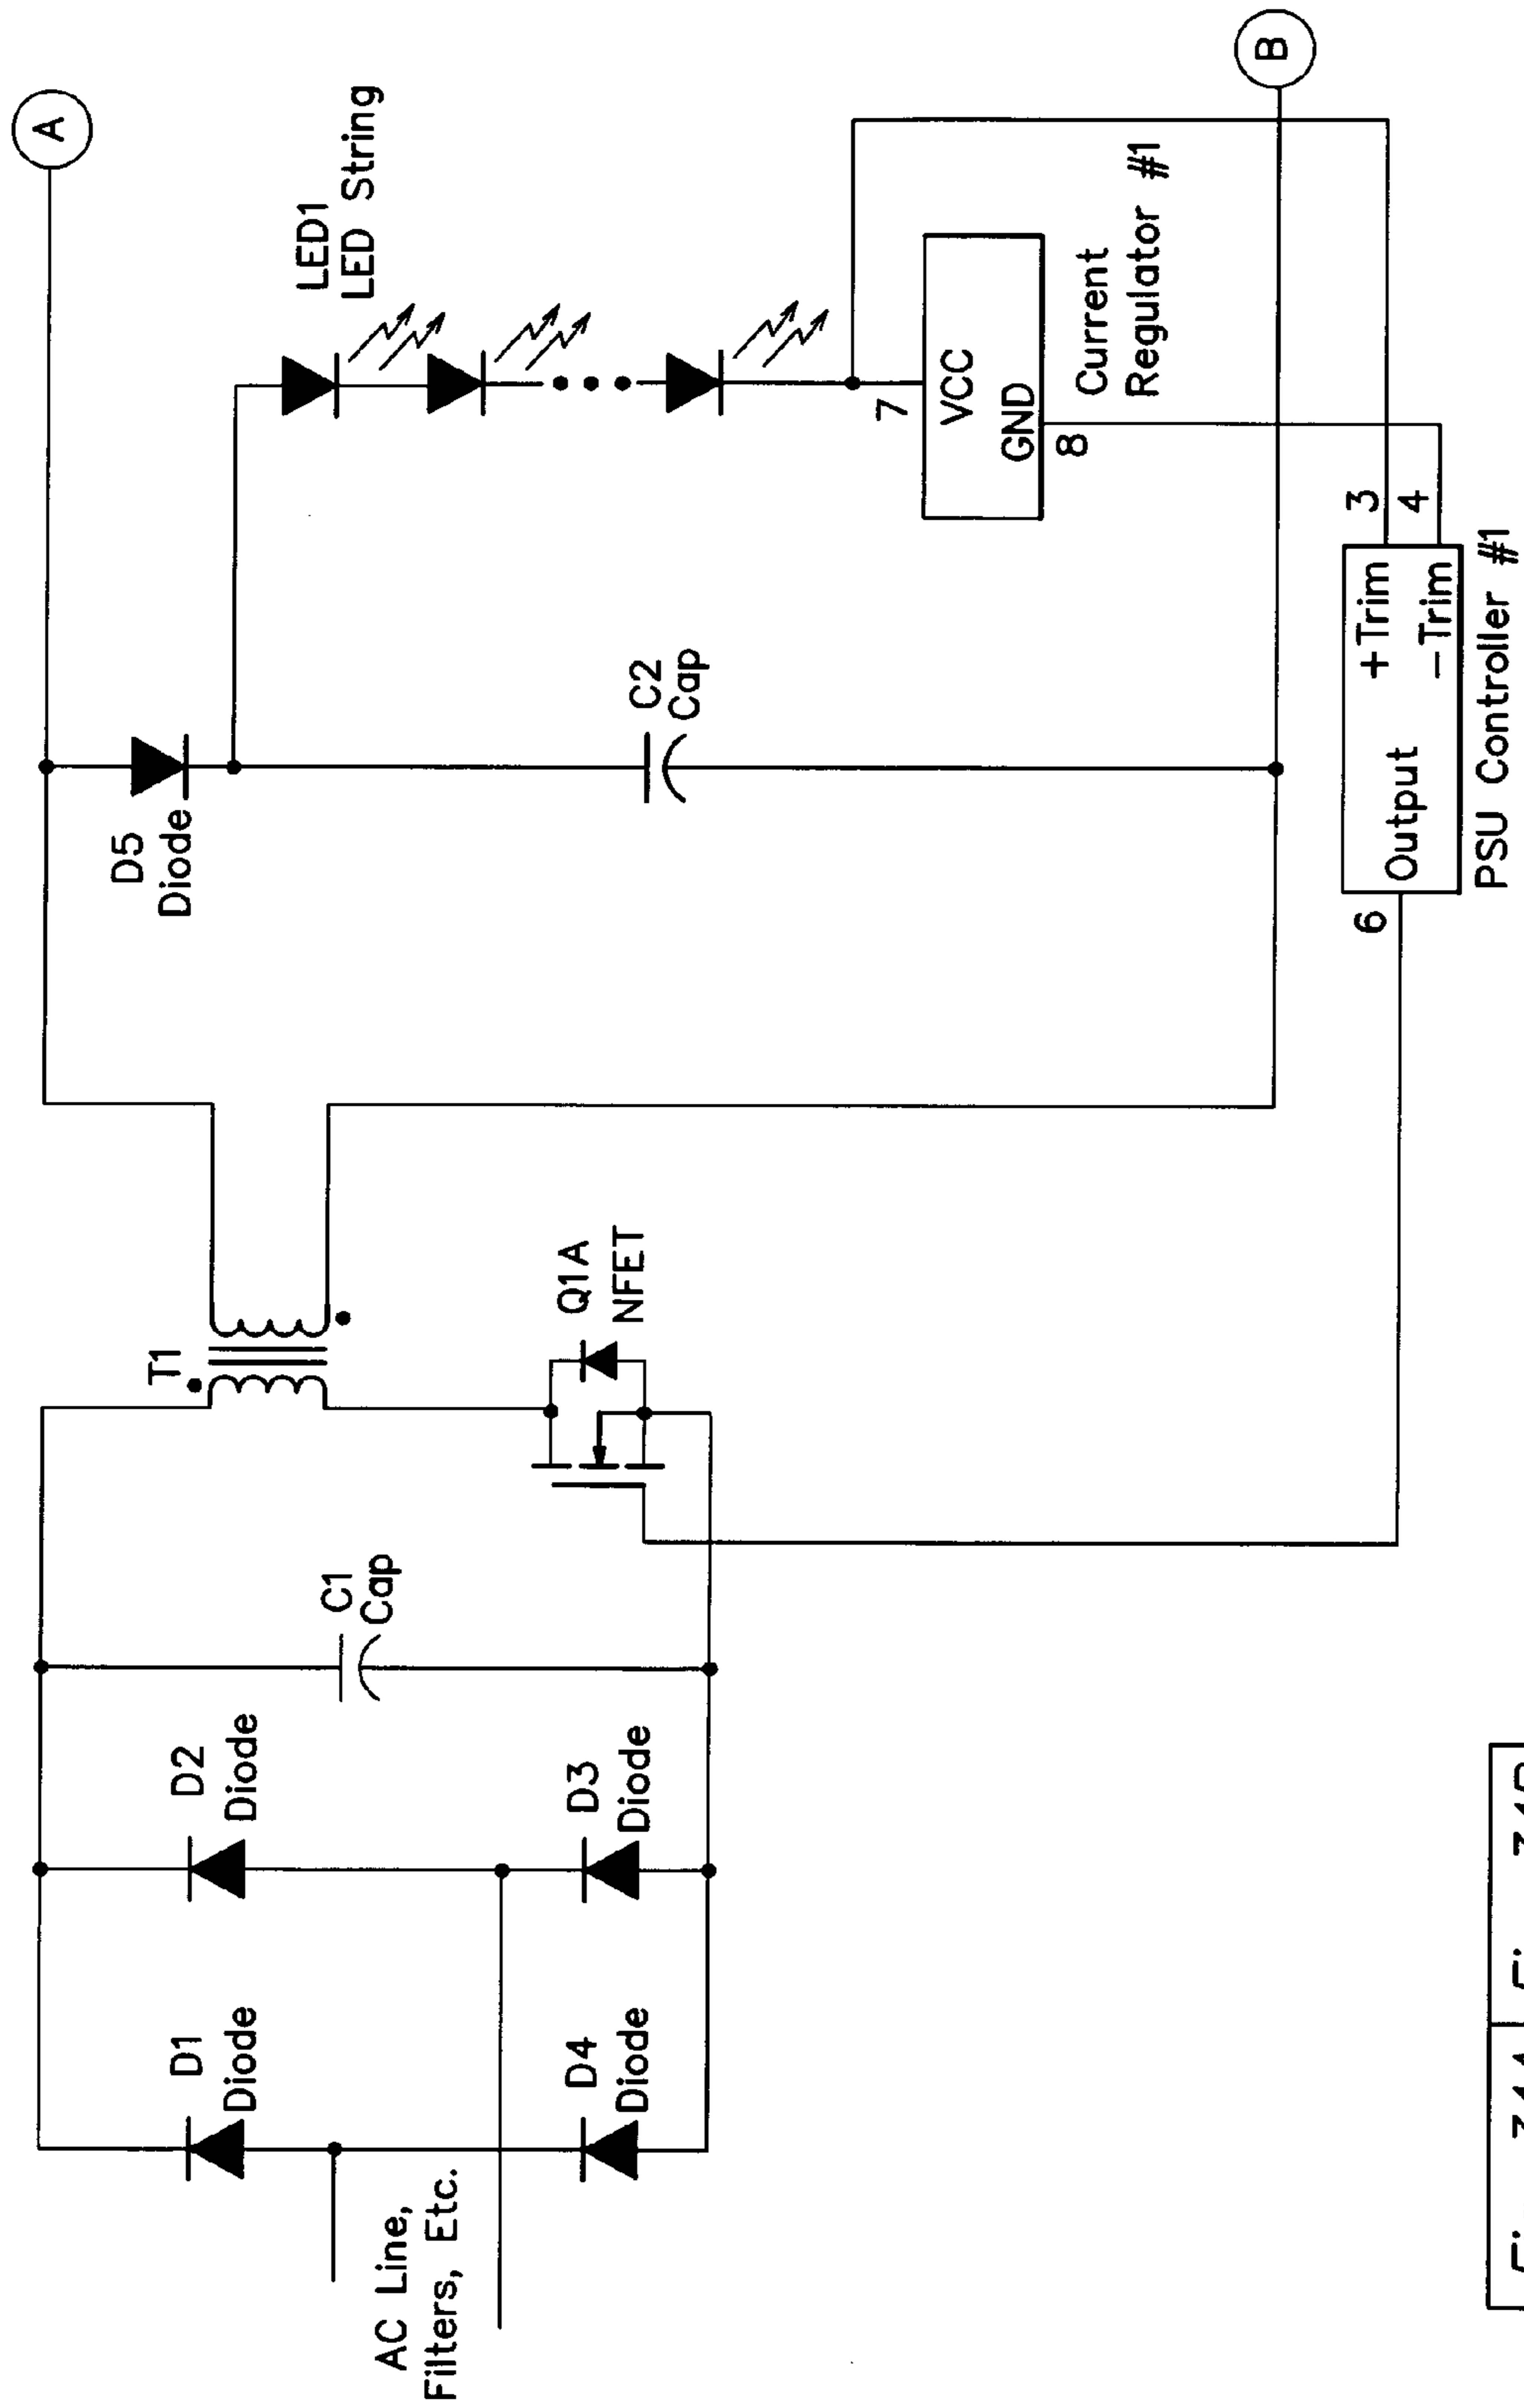 A
LED1
LED String
D5
Diode
C2
Cap
7
VCC
GND
8
Current
Regulator #1
B
3
4
+Trim
-Trim
Output
6
PSU Controller #1
T1
Q1A
NFET
C1
Cap
D2
Diode
D3
Diode
D1
Diode
D4
Diode
AC Line,
Filters, Etc.